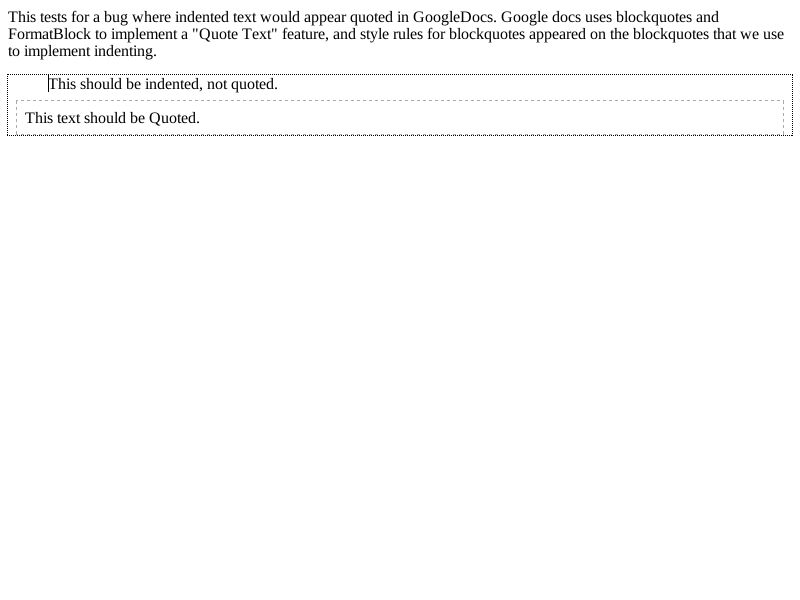 This tests for a bug where indented text would appear quoted in GoogleDocs. Google docs uses blockquotes and
FormatBlock to implement a "Quote Text" feature, and style rules for blockquotes appeared on the blockquotes that we use
to implement indenting.
This should be indented, not quoted.
This text should be Quoted.